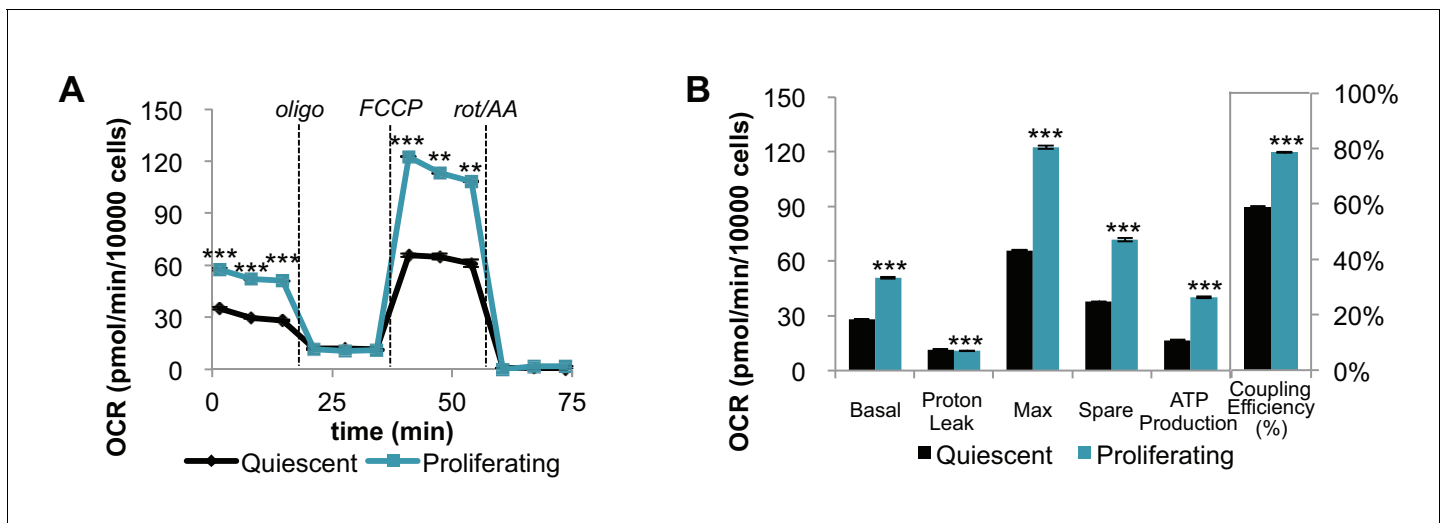 A
OCR (pmol/min/10000 cells)
150
120
90
60
30
0
oligo
FCCP
rot/AA
*** *** ***
*** ** **
0 25 50 75
time (min)
Quiescent Proliferating
B
OCR (pmol/min/10000 cells)
150
120
90
60
30
0
*** *** *** *** *** ***
100%
80%
60%
40%
20%
0%
Basal
Proton
Leak
Max
Spare
ATP
Production
Coupling
Efficiency
(%)
Quiescent Proliferating